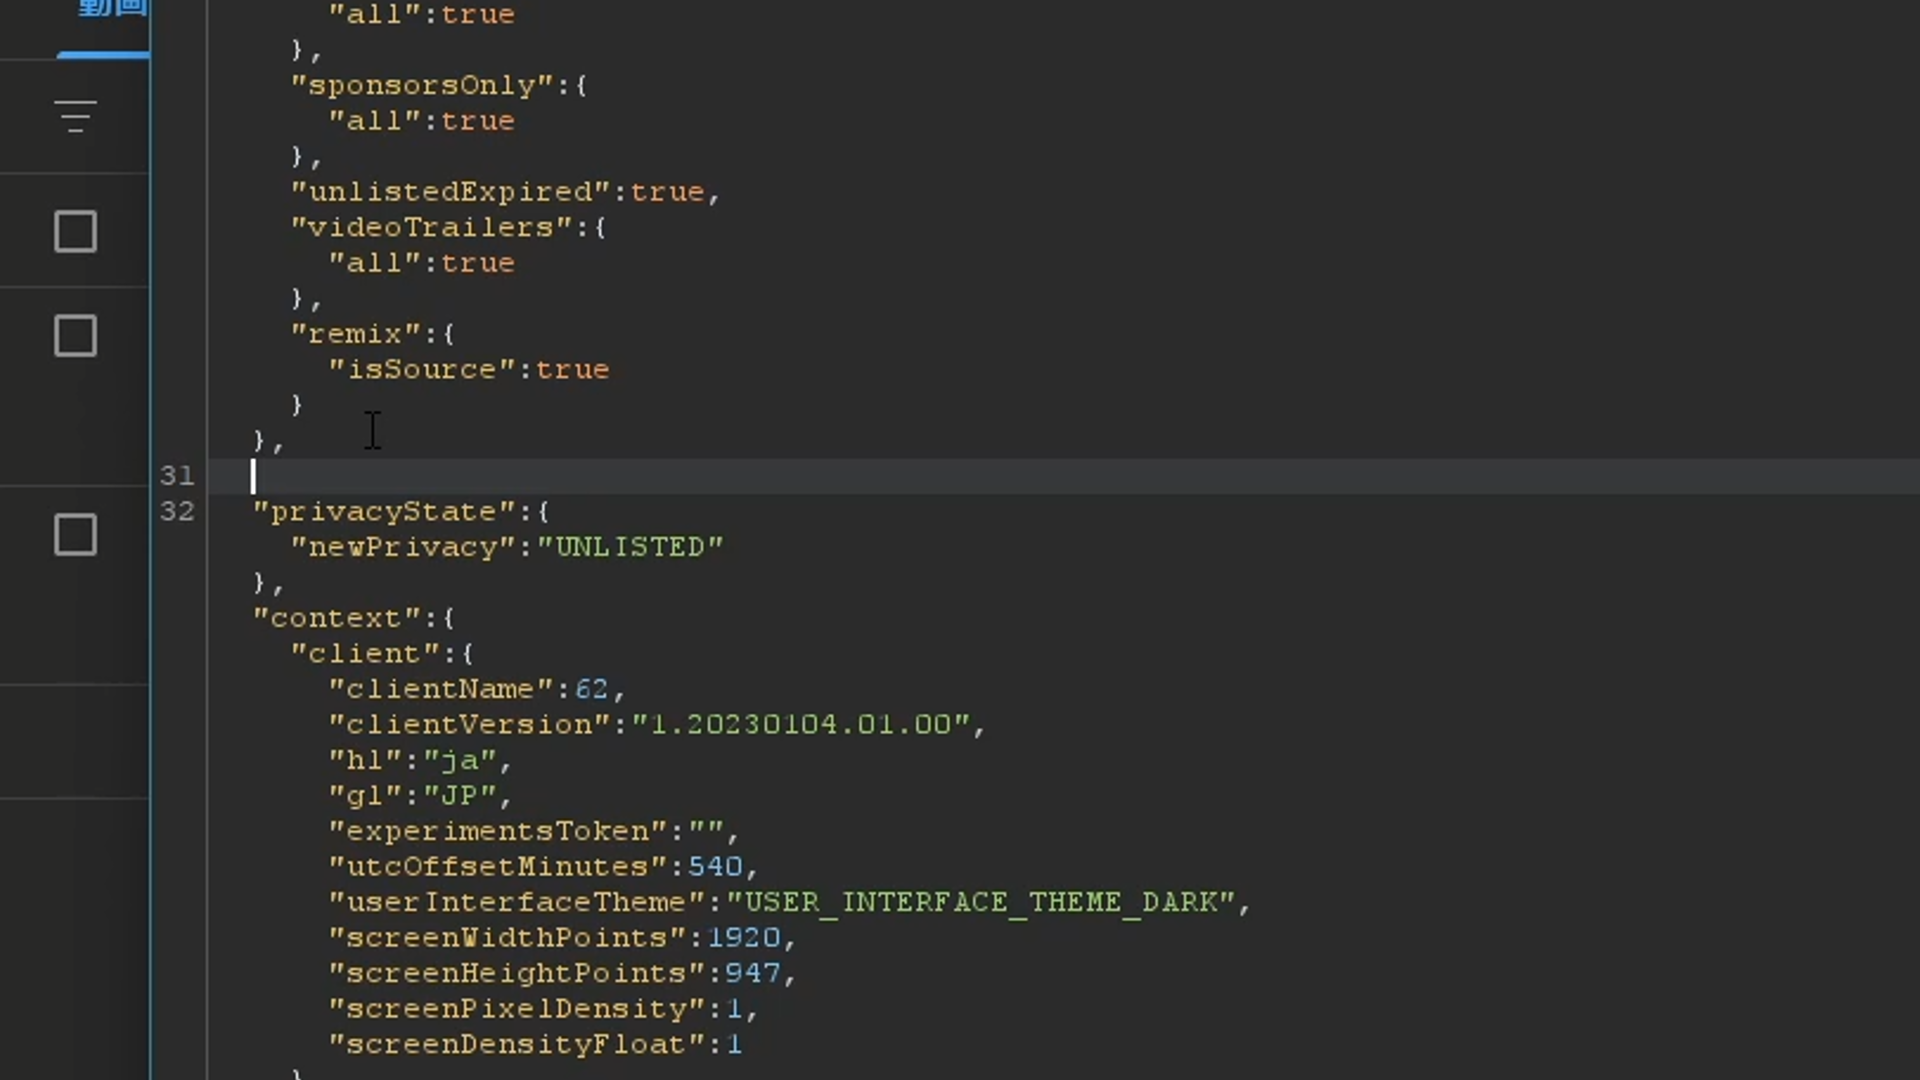 動画
"all":true
},
"sponsorsOnly":{
"all":true
},
"unlistedExpired":true,
"videoTrailers":{
"all":true
},
"remix":{
"isSource":true
}
},
31
32 "privacyState":{
"newPrivacy":"UNLISTED"
},
"context":{
"client":{
"clientName":62,
"clientVersion":"1.20230104.01.00",
"hl":"ja",
"gl":"JP",
"experimentsToken":"",
"utcOffsetMinutes":540,
"userInterfaceTheme":"USER_INTERFACE_THEME_DARK",
"screenWidthPoints":1920,
"screenHeightPoints":947,
"screenPixelDensity":1,
"screenDensityFloat":1
}